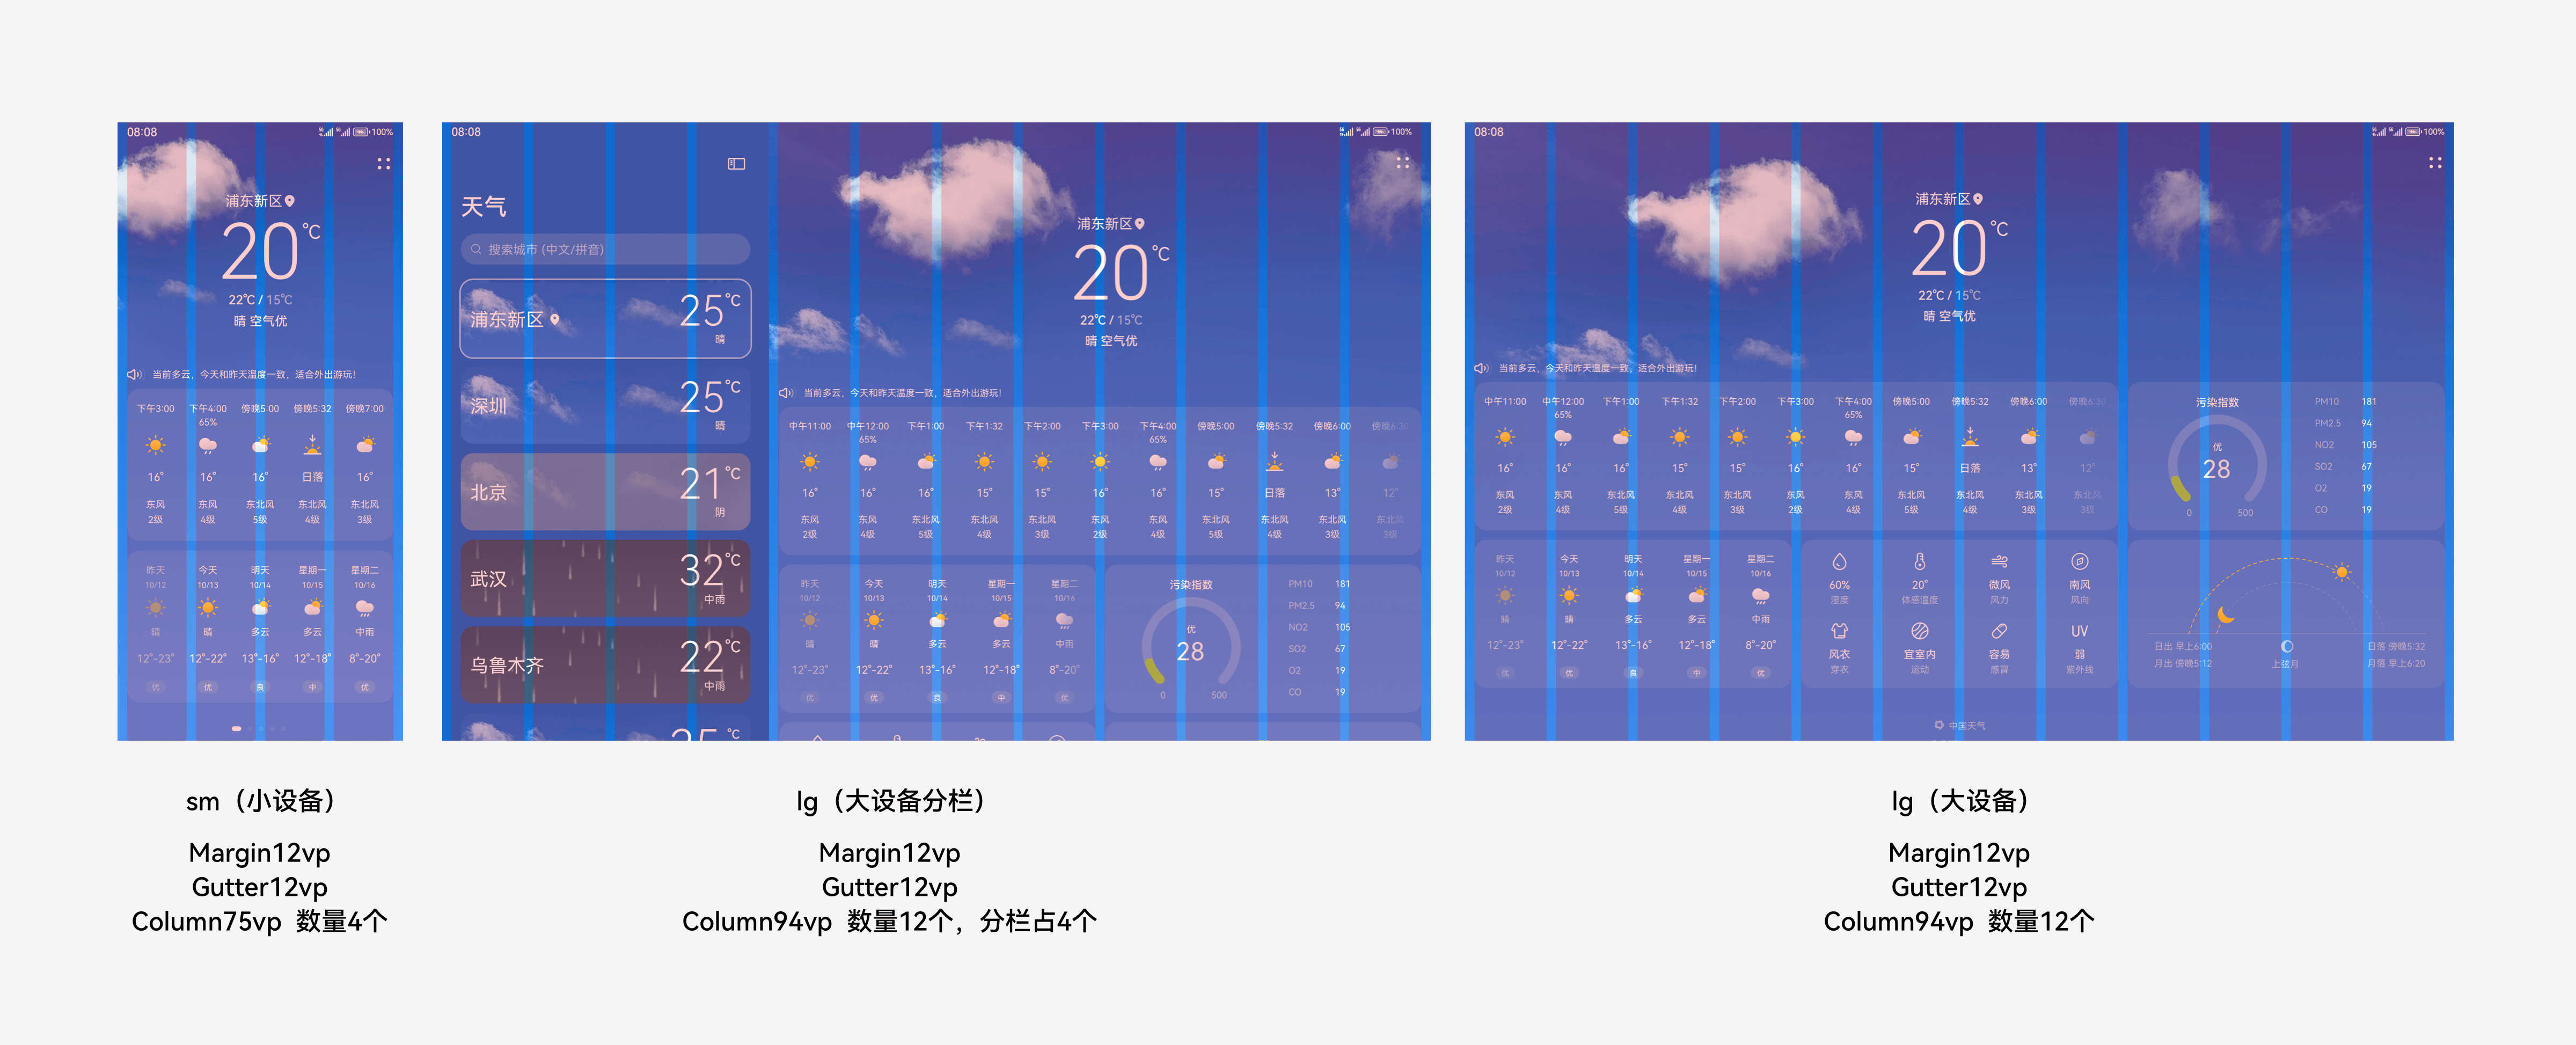 08:08
100%
浦东新区
20℃
22℃ / 15℃
晴 空气优
当前多云，今天和昨天温度一致，适合外出游玩！
下午3:00 下午4:00 傍晚5:00 傍晚5:32 傍晚7:00
65%
16° 16° 16° 日落 16°
东风 东风 东北风 东北风 东北风
2级 4级 5级 4级 3级
昨天 今天 明天 星期一 星期二
10/12 10/13 10/14 10/15 10/16
晴 晴 多云 多云 中雨
12°-23° 12°-22° 13°-16° 12°-18° 8°-20°
优 优 良 中 优
08:08
100%
天气
搜索城市 (中文/拼音)
浦东新区 25℃
晴
深圳 25℃
晴
北京 21℃
阴
武汉 32℃
中雨
乌鲁木齐 22℃
中雨
浦东新区
20℃
22℃ / 15℃
晴 空气优
当前多云，今天和昨天温度一致，适合外出游玩！
中午11:00 中午12:00 下午1:00 下午1:32 下午2:00 下午3:00 下午4:00 傍晚5:00 傍晚5:32 傍晚6:00 傍晚6:30
65% 65%
16° 16° 16° 15° 15° 16° 16° 15° 日落 13° 12°
东风 东风 东北风 东北风 东北风 东风 东风 东北风 东北风 东北风 东北风
2级 4级 5级 4级 3级 2级 4级 5级 4级 3级 3级
昨天 今天 明天 星期一 星期二
10/12 10/13 10/14 10/15 10/16
晴 晴 多云 多云 中雨
12°-23° 12°-22° 13°-16° 12°-18° 8°-20°
优 优 良 中 优
污染指数
优
28
0 500
PM10 181
PM2.5 94
NO2 105
SO2 67
O2 19
CO 19
08:08
100%
浦东新区
20℃
22℃ / 15℃
晴 空气优
当前多云，今天和昨天温度一致，适合外出游玩！
中午11:00 中午12:00 下午1:00 下午1:32 下午2:00 下午3:00 下午4:00 傍晚5:00 傍晚5:32 傍晚6:00 傍晚6:30
65% 65%
16° 16° 16° 15° 15° 16° 16° 15° 日落 13° 12°
东风 东风 东北风 东北风 东北风 东风 东风 东北风 东北风 东北风 东北风
2级 4级 5级 4级 3级 2级 4级 5级 4级 3级 3级
污染指数
优
28
0 500
PM10 181
PM2.5 94
NO2 105
SO2 67
O2 19
CO 19
昨天 今天 明天 星期一 星期二
10/12 10/13 10/14 10/15 10/16
晴 晴 多云 多云 中雨
12°-23° 12°-22° 13°-16° 12°-18° 8°-20°
优 优 良 中 优
60% 20° 微风 南风
湿度 体感温度 风力 风向
UV
风衣 宜室内 容易 弱
穿衣 运动 感冒 紫外线
日出 早上6:00 日落 傍晚5:32
月出 傍晚5:12 上弦月 月落 早上6:20
中国天气
sm（小设备）
Margin12vp
Gutter12vp
Column75vp 数量4个
lg（大设备分栏）
Margin12vp
Gutter12vp
Column94vp 数量12个，分栏占4个
lg（大设备）
Margin12vp
Gutter12vp
Column94vp 数量12个